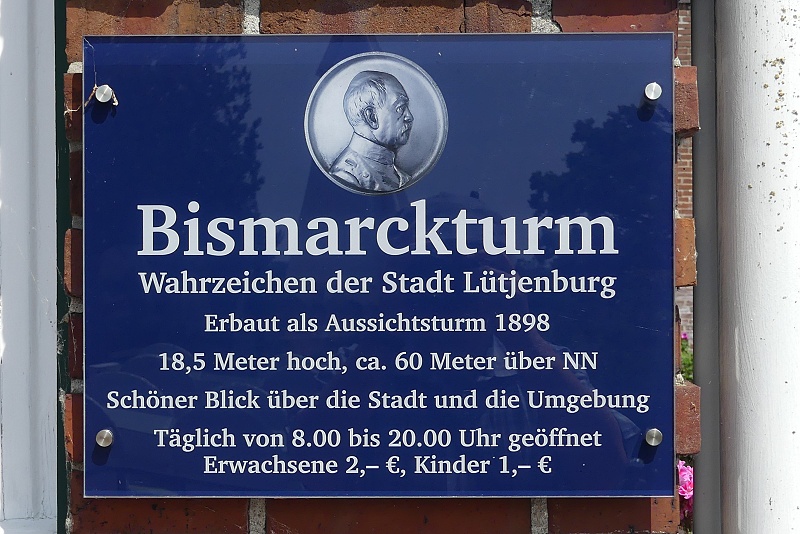 Bismarckturm
Wahrzeichen der Stadt Lütjenburg
Erbaut als Aussichtsturm 1898
18,5 Meter hoch, ca. 60 Meter über NN
Schöner Blick über die Stadt und die Umgebung
Täglich von 8.00 bis 20.00 Uhr geöffnet
Erwachsene 2,– €, Kinder 1,– €